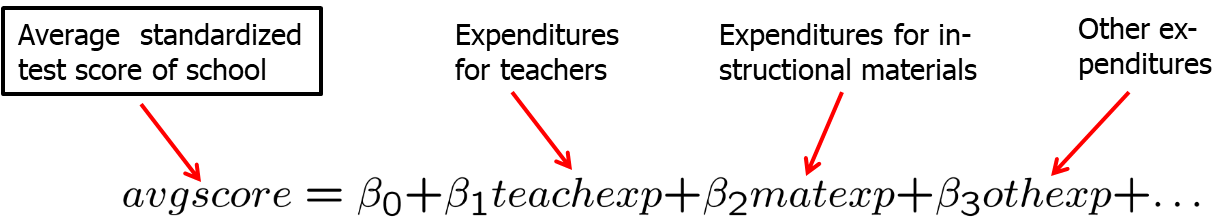 Average standardized
test score of school
Expenditures
for teachers
Expenditures for in-
structional materials
Other ex-
penditures
avgscore = β₀+β₁teachexp+β₂matexp+β₃othexp+...